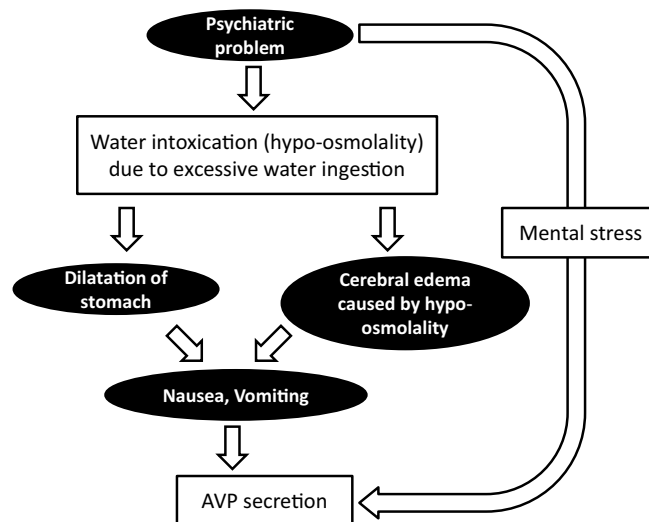 Psychiatric
problem
Water intoxication (hypo-osmolality)
due to excessive water ingestion
Mental stress
Dilatation of
stomach
Cerebral edema
caused by hypo-
osmolality
Nausea, Vomiting
AVP secretion